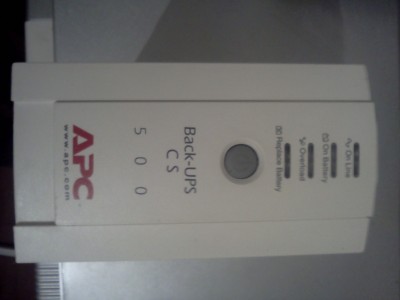 On Line
On Battery
Overload
Replace Battery
Back-UPS
CS
500
APC
www.apc.com